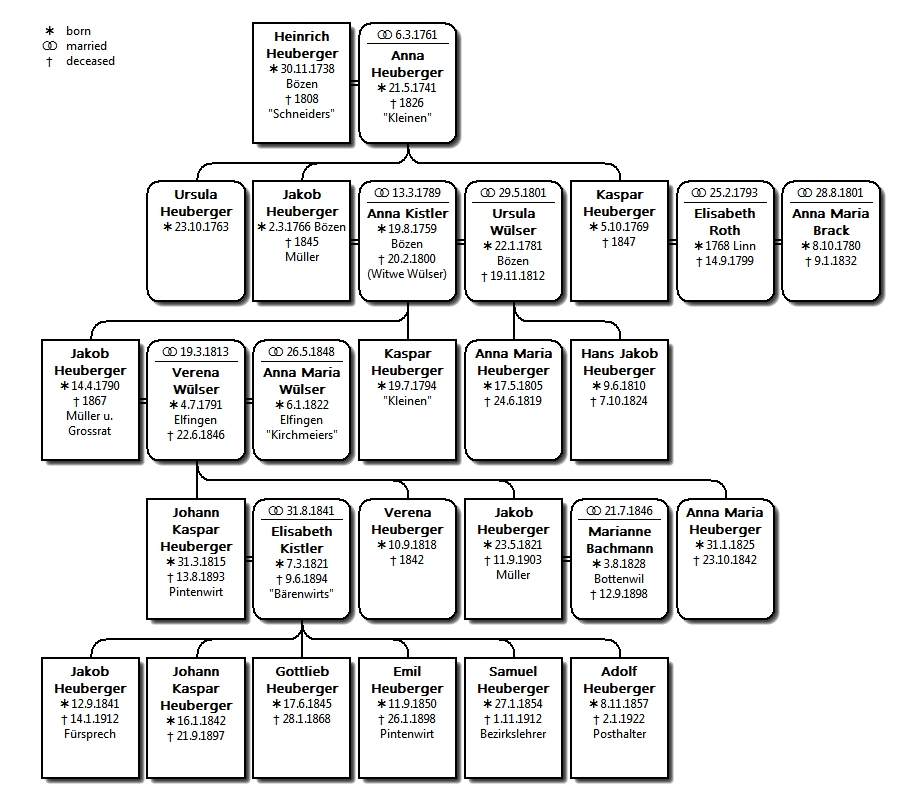 ∗ born
⚭ married
† deceased
Heinrich
Heuberger
∗ 30.11.1738
Bözen
† 1808
"Schneiders"
⚭ 6.3.1761
Anna
Heuberger
∗ 21.5.1741
† 1826
"Kleinen"
Ursula
Heuberger
∗ 23.10.1763
Jakob
Heuberger
∗ 2.3.1766 Bözen
† 1845
Müller
⚭ 13.3.1789
Anna Kistler
∗ 19.8.1759
Bözen
† 20.2.1800
(Witwe Wülser)
⚭ 29.5.1801
Ursula
Wülser
∗ 22.1.1781
Bözen
† 19.11.1812
Kaspar
Heuberger
∗ 5.10.1769
† 1847
⚭ 25.2.1793
Elisabeth
Roth
∗ 1768 Linn
† 14.9.1799
⚭ 28.8.1801
Anna Maria
Brack
∗ 8.10.1780
† 9.1.1832
Jakob
Heuberger
∗ 14.4.1790
† 1867
Müller u.
Grossrat
⚭ 19.3.1813
Verena
Wülser
∗ 4.7.1791
Elfingen
† 22.6.1846
⚭ 26.5.1848
Anna Maria
Wülser
∗ 6.1.1822
Elfingen
"Kirchmeiers"
Kaspar
Heuberger
∗ 19.7.1794
"Kleinen"
Anna Maria
Heuberger
∗ 17.5.1805
† 24.6.1819
Hans Jakob
Heuberger
∗ 9.6.1810
† 7.10.1824
Johann
Kaspar
Heuberger
∗ 31.3.1815
† 13.8.1893
Pintenwirt
⚭ 31.8.1841
Elisabeth
Kistler
∗ 7.3.1821
† 9.6.1894
"Bärenwirts"
Verena
Heuberger
∗ 10.9.1818
† 1842
Jakob
Heuberger
∗ 23.5.1821
† 11.9.1903
Müller
⚭ 21.7.1846
Marianne
Bachmann
∗ 3.8.1828
Bottenwil
† 12.9.1898
Anna Maria
Heuberger
∗ 31.1.1825
† 23.10.1842
Jakob
Heuberger
∗ 12.9.1841
† 14.1.1912
Fürsprech
Johann
Kaspar
Heuberger
∗ 16.1.1842
† 21.9.1897
Gottlieb
Heuberger
∗ 17.6.1845
† 28.1.1868
Emil
Heuberger
∗ 11.9.1850
† 26.1.1898
Pintenwirt
Samuel
Heuberger
∗ 27.1.1854
† 1.11.1912
Bezirkslehrer
Adolf
Heuberger
∗ 8.11.1857
† 2.1.1922
Posthalter